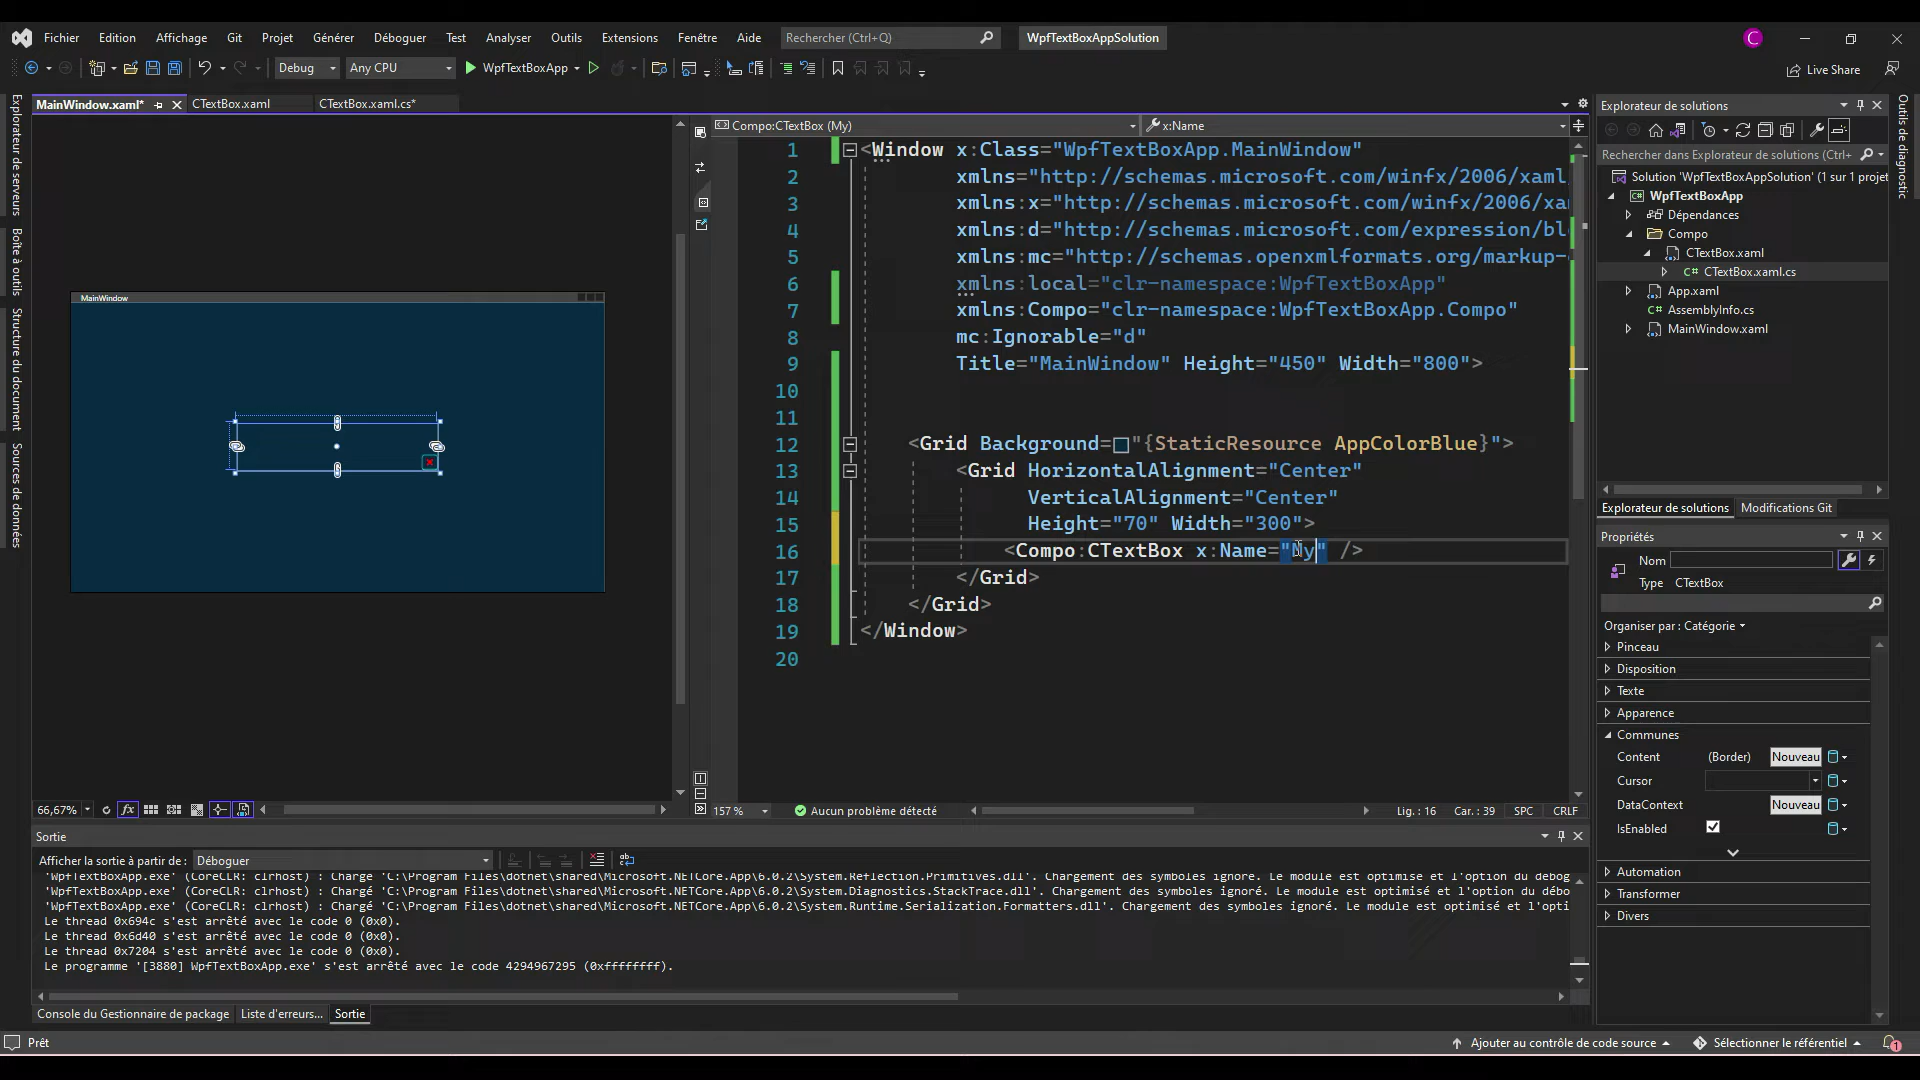 Fichier Edition Affichage Git Projet Générer Déboguer Test Analyser Outils Extensions Fenêtre Aide Rechercher (Ctrl+Q) WpfTextBoxAppSolution C
Debug Any CPU WpfTextBoxApp Live Share
MainWindow.xaml* CTextBox.xaml CTextBox.xaml.cs*
Explorateur de serveurs
Boîte à outils
Structure du document
Sources de données
MainWindow
66,67%
Compo:CTextBox (My) x:Name
1 <Window x:Class="WpfTextBoxApp.MainWindow"
2 xmlns="http://schemas.microsoft.com/winfx/2006/xaml
3 xmlns:x="http://schemas.microsoft.com/winfx/2006/xa
4 xmlns:d="http://schemas.microsoft.com/expression/bl
5 xmlns:mc="http://schemas.openxmlformats.org/markup-
6 xmlns:local="clr-namespace:WpfTextBoxApp"
7 xmlns:Compo="clr-namespace:WpfTextBoxApp.Compo"
8 mc:Ignorable="d"
9 Title="MainWindow" Height="450" Width="800">
10
11
12 <Grid Background="{StaticResource AppColorBlue}">
13 <Grid HorizontalAlignment="Center"
14 VerticalAlignment="Center"
15 Height="70" Width="300">
16 <Compo:CTextBox x:Name="My" />
17 </Grid>
18 </Grid>
19 </Window>
20
157 % Aucun problème détecté Lig. : 16 Car. : 39 SPC CRLF
Explorateur de solutions
Rechercher dans Explorateur de solutions (Ctrl+
Solution 'WpfTextBoxAppSolution' (1 sur 1 projet
WpfTextBoxApp
Dépendances
Compo
CTextBox.xaml
CTextBox.xaml.cs
App.xaml
AssemblyInfo.cs
MainWindow.xaml
Explorateur de solutions Modifications Git
Propriétés
Nom
Type CTextBox
Organiser par : Catégorie
Pinceau
Disposition
Texte
Apparence
Communes
Content (Border) Nouveau
Cursor
DataContext Nouveau
IsEnabled
Automation
Transformer
Divers
Outils de diagnostic
Sortie
Afficher la sortie à partir de : Déboguer
'WpfTextBoxApp.exe' (CoreCLR: clrhost) : Chargé 'C:\Program Files\dotnet\shared\Microsoft.NETCore.App\6.0.2\System.Reflection.Primitives.dll'. Chargement des symboles ignoré. Le module est optimisé et l'option du débog
'WpfTextBoxApp.exe' (CoreCLR: clrhost) : Chargé 'C:\Program Files\dotnet\shared\Microsoft.NETCore.App\6.0.2\System.Diagnostics.StackTrace.dll'. Chargement des symboles ignoré. Le module est optimisé et l'option du débo
'WpfTextBoxApp.exe' (CoreCLR: clrhost) : Chargé 'C:\Program Files\dotnet\shared\Microsoft.NETCore.App\6.0.2\System.Runtime.Serialization.Formatters.dll'. Chargement des symboles ignoré. Le module est optimisé et l'opti
Le thread 0x694c s'est arrêté avec le code 0 (0x0).
Le thread 0x6d40 s'est arrêté avec le code 0 (0x0).
Le thread 0x7204 s'est arrêté avec le code 0 (0x0).
Le programme '[3880] WpfTextBoxApp.exe' s'est arrêté avec le code 4294967295 (0xffffffff).
Console du Gestionnaire de package Liste d'erreurs... Sortie
Prêt Ajouter au contrôle de code source Sélectionner le référentiel 1